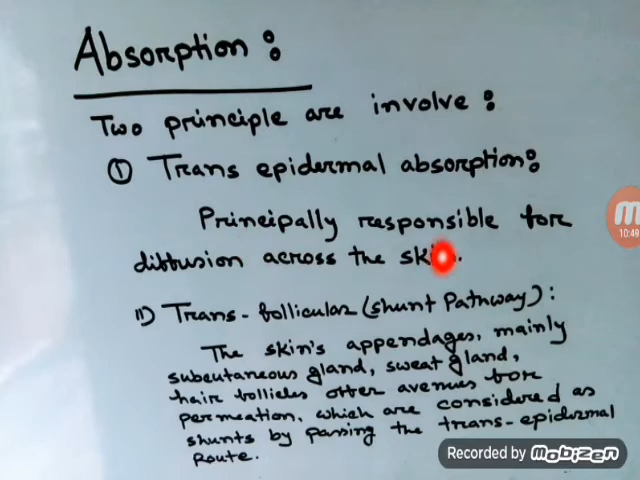 Absorption:
Two principle are involve:
① Trans epidermal absorption:
Principally responsible for
diffusion across the skin.
11) Trans-follicular (shunt Pathway):
The skin's appendages, mainly
subcutaneous gland, sweat gland,
hair follicles offer avenues for
permeation, which are considered as
shunts by passing the trans-epidermal
Route.
M
10:49
Recorded by mobizen